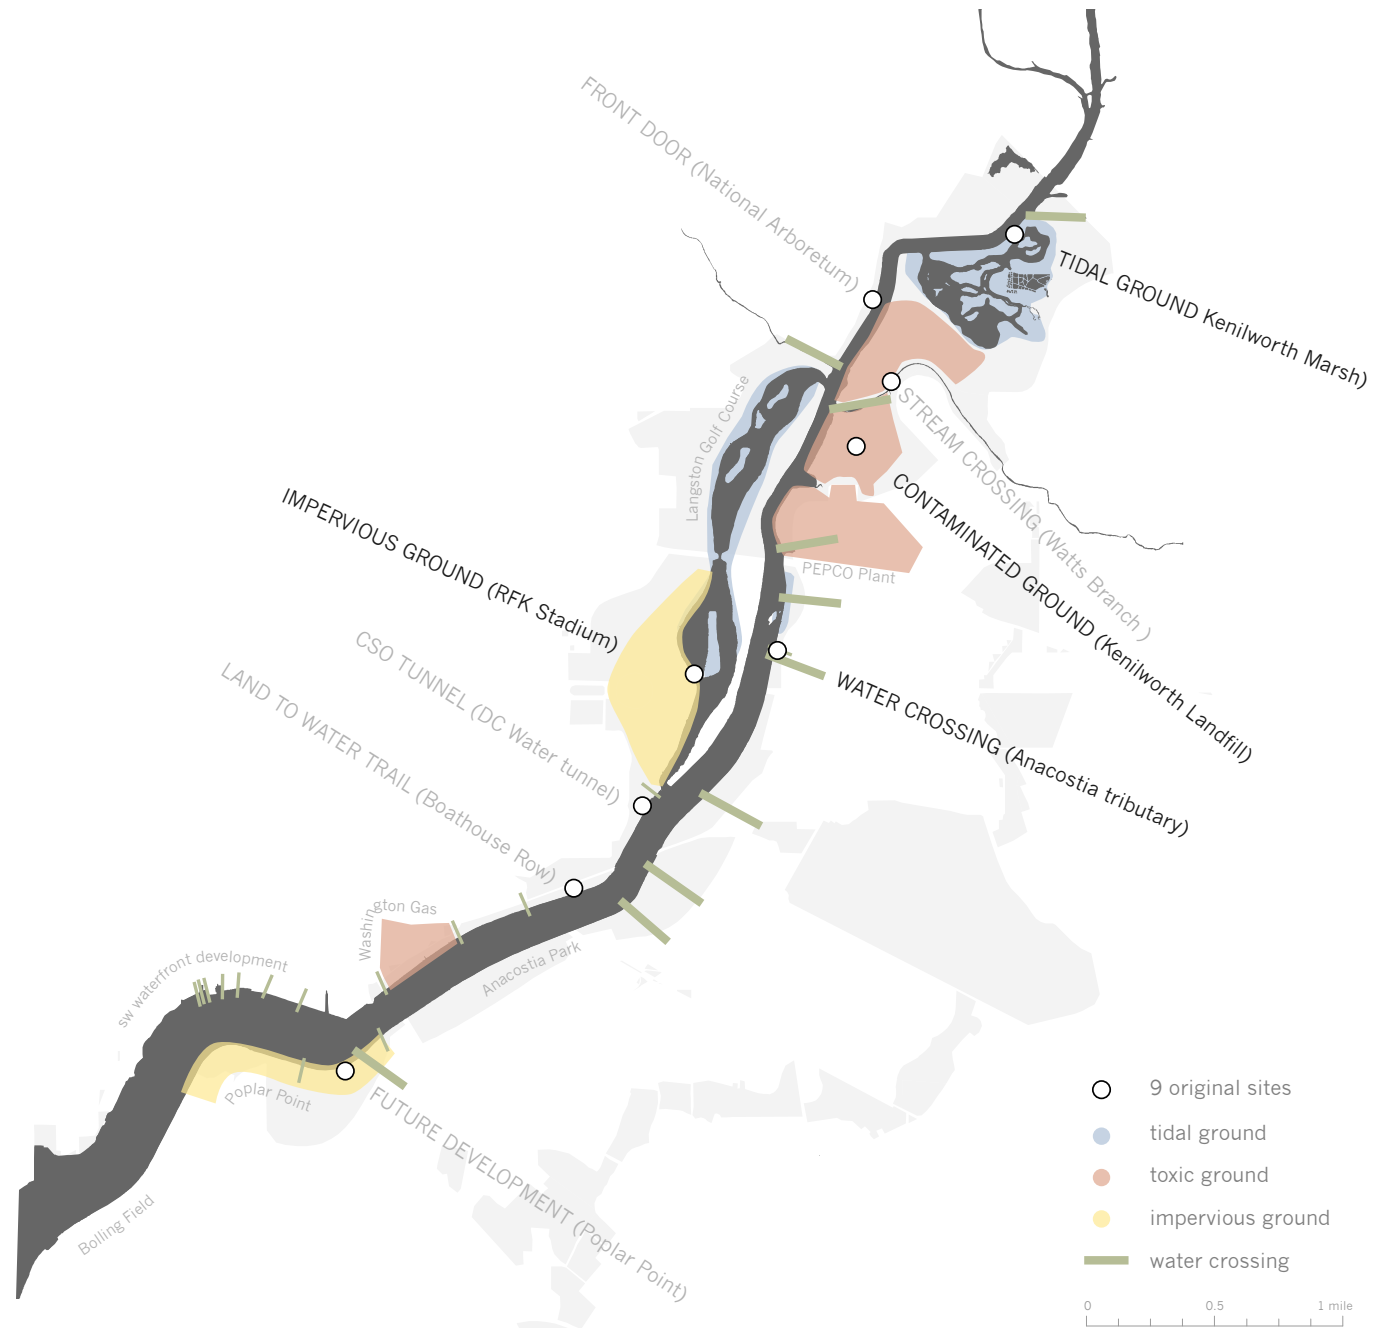 FRONT DOOR (National Arboretum)
TIDAL GROUND Kenilworth Marsh)
Langston Golf Course
STREAM CROSSING (Watts Branch )
CONTAMINATED GROUND (Kenilworth Landfill)
IMPERVIOUS GROUND (RFK Stadium)
PEPCO Plant
CSO TUNNEL (DC Water tunnel)
WATER CROSSING (Anacostia tributary)
LAND TO WATER TRAIL (Boathouse Row)
Washington Gas
Anacostia Park
sw waterfront development
Poplar Point
FUTURE DEVELOPMENT (Poplar Point)
Bolling Field
9 original sites
tidal ground
toxic ground
impervious ground
water crossing
0 0.5 1 mile